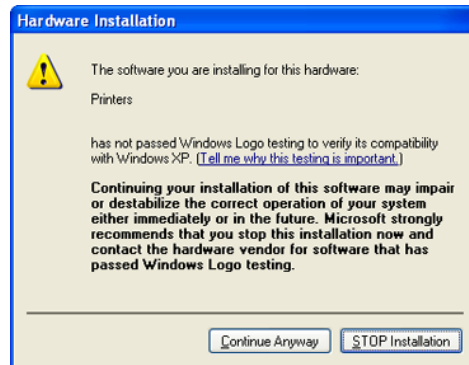 Hardware Installation
The software you are installing for this hardware:
Printers
has not passed Windows Logo testing to verify its compatibility
with Windows XP. (Tell me why this testing is important.)
Continuing your installation of this software may impair
or destabilize the correct operation of your system
either immediately or in the future. Microsoft strongly
recommends that you stop this installation now and
contact the hardware vendor for software that has
passed Windows Logo testing.
Continue Anyway
STOP Installation